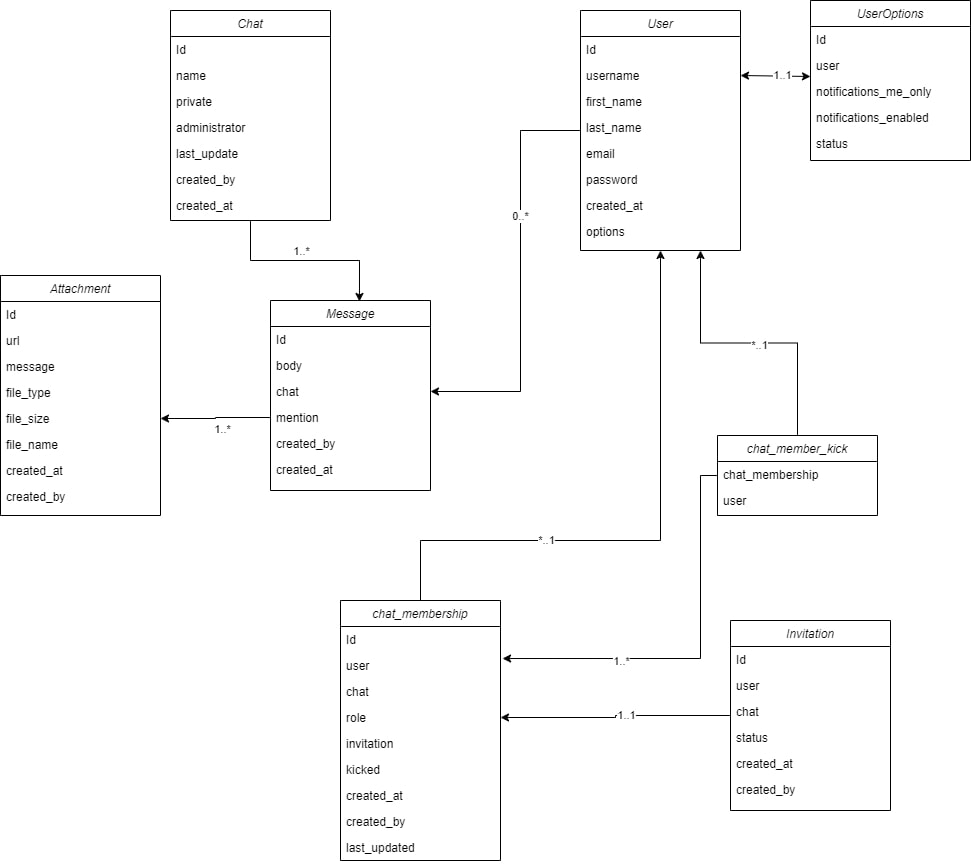 Chat
Id
name
private
administrator
last_update
created_by
created_at
User
Id
username
first_name
last_name
email
password
created_at
options
UserOptions
Id
user
notifications_me_only
notifications_enabled
status
1..1
0..*
1..*
Attachment
Id
url
message
file_type
file_size
file_name
created_at
created_by
Message
Id
body
chat
mention
created_by
created_at
1..*
*..1
chat_member_kick
chat_membership
user
*..1
chat_membership
Id
user
chat
role
invitation
kicked
created_at
created_by
last_updated
1..*
1..1
Invitation
Id
user
chat
status
created_at
created_by